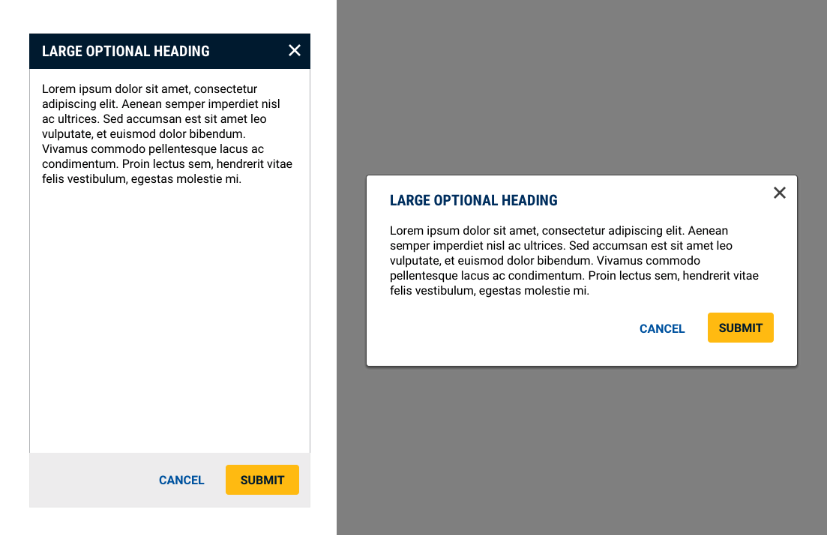 LARGE OPTIONAL HEADING
Lorem ipsum dolor sit amet, consectetur
adipiscing elit. Aenean semper imperdiet nisl
ac ultrices. Sed accumsan est sit amet leo
vulputate, et euismod dolor bibendum.
Vivamus commodo pellentesque lacus ac
condimentum. Proin lectus sem, hendrerit vitae
felis vestibulum, egestas molestie mi.
CANCEL SUBMIT
LARGE OPTIONAL HEADING
Lorem ipsum dolor sit amet, consectetur adipiscing elit. Aenean
semper imperdiet nisl ac ultrices. Sed accumsan est sit amet leo
vulputate, et euismod dolor bibendum. Vivamus commodo
pellentesque lacus ac condimentum. Proin lectus sem, hendrerit vitae
felis vestibulum, egestas molestie mi.
CANCEL SUBMIT